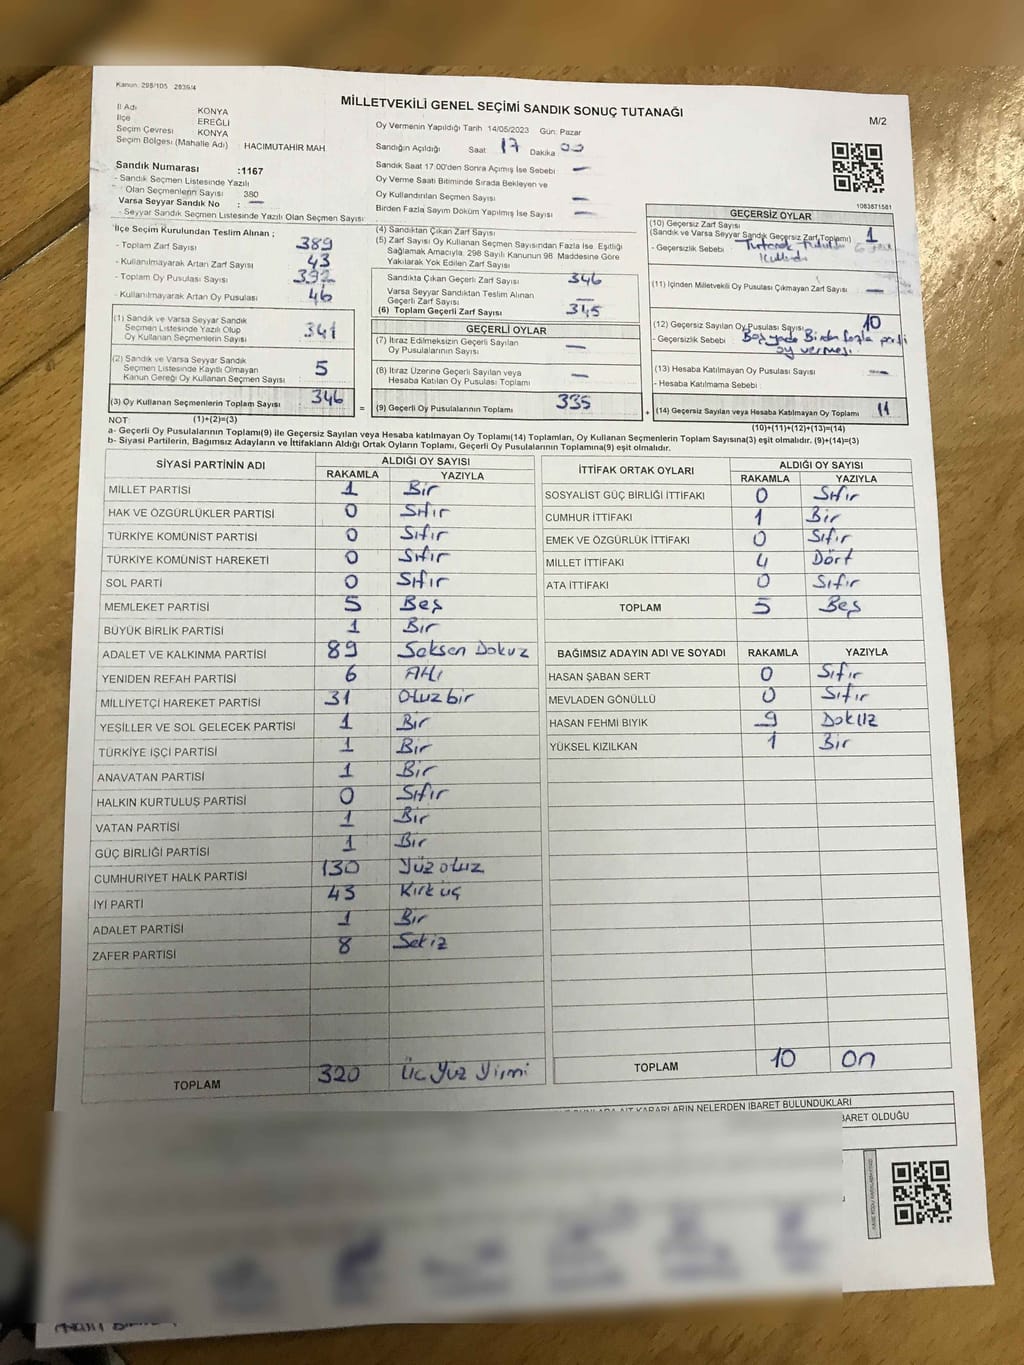 Kanun: 298/105 2839/4
MİLLETVEKİLİ GENEL SEÇİMİ SANDIK SONUÇ TUTANAĞI
M/2
İl Adı KONYA
İlçe EREĞLİ
Seçim Çevresi KONYA
Seçim Bölgesi (Mahalle Adı) : HACIMUTAHİR MAH.
Oy Vermenin Yapıldığı Tarih 14/05/2023 Gün: Pazar
Sandığın Açıldığı Saat 17 Dakika 00
Sandık Saat 17:00'den Sonra Açımış İse Sebebi —
Oy Verme Saati Bitiminde Sırada Bekleyen ve
Oy Kullandırılan Seçmen Sayısı —
Birden Fazla Sayım Döküm Yapılmış İse Sayısı —
Sandık Numarası :1167
- Sandık Seçmen Listesinde Yazılı
Olan Seçmenlerin Sayısı 380
Varsa Seyyar Sandık No : —
- Seyyar Sandık Seçmen Listesinde Yazılı Olan Seçmen Sayısı :
1083871581
İlçe Seçim Kurulundan Teslim Alınan ;
- Toplam Zarf Sayısı 389
- Kullanılmayarak Artan Zarf Sayısı 43
- Toplam Oy Pusulası Sayısı 392
- Kullanılmayarak Artan Oy Pusulası 46
(1) Sandık ve Varsa Seyyar Sandık
Seçmen Listesinde Yazılı Olup
Oy Kullanan Seçmenlerin Sayısı 341
(2) Sandık ve Varsa Seyyar Sandık
Seçmen Listesinde Kayıtlı Olmayan
Kanun Gereği Oy Kullanan Seçmen Sayısı 5
(3) Oy Kullanan Seçmenlerin Toplam Sayısı 346
(4) Sandıktan Çıkan Zarf Sayısı
(5) Zarf Sayısı Oy Kullanan Seçmen Sayısından Fazla İse, Eşitliği
Sağlamak Amacıyla, 298 Sayılı Kanunun 98. Maddesine Göre
Yakılarak Yok Edilen Zarf Sayısı
Sandıkta Çıkan Geçerli Zarf Sayısı 346
Varsa Seyyar Sandıktan Teslim Alınan
Geçerli Zarf Sayısı —
(6) Toplam Geçerli Zarf Sayısı 345
GEÇERLİ OYLAR
(7) İtiraz Edilmeksizin Geçerli Sayılan
Oy Pusulalarının Sayısı —
(8) İtiraz Üzerine Geçerli Sayılan veya
Hesaba Katılan Oy Pusulası Toplamı —
= (9) Geçerli Oy Pusulalarının Toplamı 335
GEÇERSİZ OYLAR
(10) Geçersiz Zarf Sayısı
(Sandık ve Varsa Seyyar Sandık Geçersiz Zarf Toplamı) 1
- Geçersizlik Sebebi : Tutanak tutuldu
(11) İçinden Milletvekili Oy Pusulası Çıkmayan Zarf Sayısı —
(12) Geçersiz Sayılan Oy Pusulası Sayısı 10
- Geçersizlik Sebebi : Boş yada Birden fazla parti
oy vermesi
(13) Hesaba Katılmayan Oy Pusulası Sayısı —
- Hesaba Katılmama Sebebi :
+ (14) Geçersiz Sayılan veya Hesaba Katılmayan Oy Toplamı 11
NOT: (1)+(2)=(3)
(10)+(11)+(12)+(13)=(14)
a- Geçerli Oy Pusulalarının Toplamı(9) ile Geçersiz Sayılan veya Hesaba katılmayan Oy Toplamı(14) Toplamları, Oy Kullanan Seçmenlerin Toplam Sayısına(3) eşit olmalıdır. (9)+(14)=(3)
b- Siyasi Partilerin, Bağımsız Adayların ve İttifakların Aldığı Ortak Oyların Toplamı, Geçerli Oy Pusulalarının Toplamına(9) eşit olmalıdır.
SİYASİ PARTİNİN ADI ALDIĞI OY SAYISI
RAKAMLA YAZIYLA
MİLLET PARTİSİ 1 Bir
HAK VE ÖZGÜRLÜKLER PARTİSİ 0 Sıfır
TÜRKİYE KOMÜNİST PARTİSİ 0 Sıfır
TÜRKİYE KOMÜNİST HAREKETİ 0 Sıfır
SOL PARTİ 0 Sıfır
MEMLEKET PARTİSİ 5 Beş
BÜYÜK BİRLİK PARTİSİ 1 Bir
ADALET VE KALKINMA PARTİSİ 89 Seksen Dokuz
YENİDEN REFAH PARTİSİ 6 Altı
MİLLİYETÇİ HAREKET PARTİSİ 31 Otuzbir
YEŞİLLER VE SOL GELECEK PARTİSİ 1 Bir
TÜRKİYE İŞÇİ PARTİSİ 1 Bir
ANAVATAN PARTİSİ 1 Bir
HALKIN KURTULUŞ PARTİSİ 0 Sıfır
VATAN PARTİSİ 1 Bir
GÜÇ BİRLİĞİ PARTİSİ 1 Bir
CUMHURİYET HALK PARTİSİ 130 Yüz otuz
İYİ PARTİ 43 Kırk üç
ADALET PARTİSİ 1 Bir
ZAFER PARTİSİ 8 Sekiz
TOPLAM 320 Üç Yüz Yirmi
İTTİFAK ORTAK OYLARI ALDIĞI OY SAYISI
RAKAMLA YAZIYLA
SOSYALİST GÜÇ BİRLİĞİ İTTİFAKI 0 Sıfır
CUMHUR İTTİFAKI 1 Bir
EMEK VE ÖZGÜRLÜK İTTİFAKI 0 Sıfır
MİLLET İTTİFAKI 4 Dört
ATA İTTİFAKI 0 Sıfır
TOPLAM 5 Beş
BAĞIMSIZ ADAYIN ADI VE SOYADI RAKAMLA YAZIYLA
HASAN ŞABAN SERT 0 Sıfır
MEVLADEN GÖNÜLLÜ 0 Sıfır
HASAN FEHMİ BIYIK 9 Dokuz
YÜKSEL KIZILKAN 1 Bir
TOPLAM 10 On
KARARLARIN NELERDEN İBARET BULUNDUKLARI
İBARET OLDUĞU